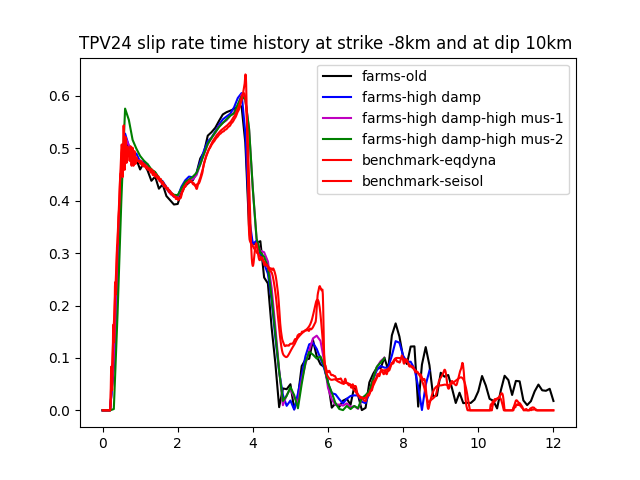 TPV24 slip rate time history at strike -8km and at dip 10km
farms-old
farms-high damp
farms-high damp-high mus-1
farms-high damp-high mus-2
benchmark-eqdyna
benchmark-seisol
0.6
0.5
0.4
0.3
0.2
0.1
0.0
0 2 4 6 8 10 12